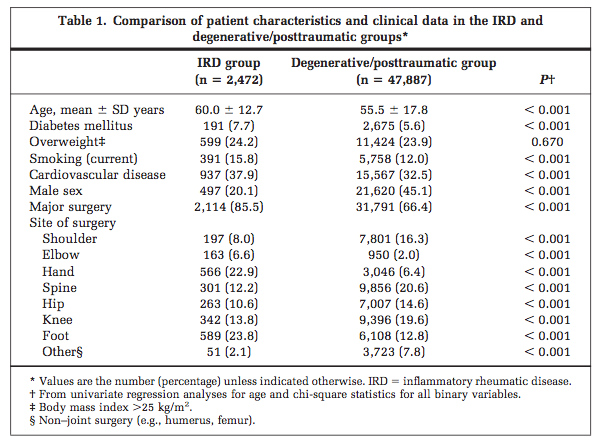 Table 1. Comparison of patient characteristics and clinical data in the IRD and
degenerative/posttraumatic groups*
IRD group Degenerative/posttraumatic group
(n = 2,472) (n = 47,887) P†
Age, mean ± SD years 60.0 ± 12.7 55.5 ± 17.8 < 0.001
Diabetes mellitus 191 (7.7) 2,675 (5.6) < 0.001
Overweight‡ 599 (24.2) 11,424 (23.9) 0.670
Smoking (current) 391 (15.8) 5,758 (12.0) < 0.001
Cardiovascular disease 937 (37.9) 15,567 (32.5) < 0.001
Male sex 497 (20.1) 21,620 (45.1) < 0.001
Major surgery 2,114 (85.5) 31,791 (66.4) < 0.001
Site of surgery
Shoulder 197 (8.0) 7,801 (16.3) < 0.001
Elbow 163 (6.6) 950 (2.0) < 0.001
Hand 566 (22.9) 3,046 (6.4) < 0.001
Spine 301 (12.2) 9,856 (20.6) < 0.001
Hip 263 (10.6) 7,007 (14.6) < 0.001
Knee 342 (13.8) 9,396 (19.6) < 0.001
Foot 589 (23.8) 6,108 (12.8) < 0.001
Other§ 51 (2.1) 3,723 (7.8) < 0.001
* Values are the number (percentage) unless indicated otherwise. IRD = inflammatory rheumatic disease.
† From univariate regression analyses for age and chi-square statistics for all binary variables.
‡ Body mass index >25 kg/m².
§ Non–joint surgery (e.g., humerus, femur).